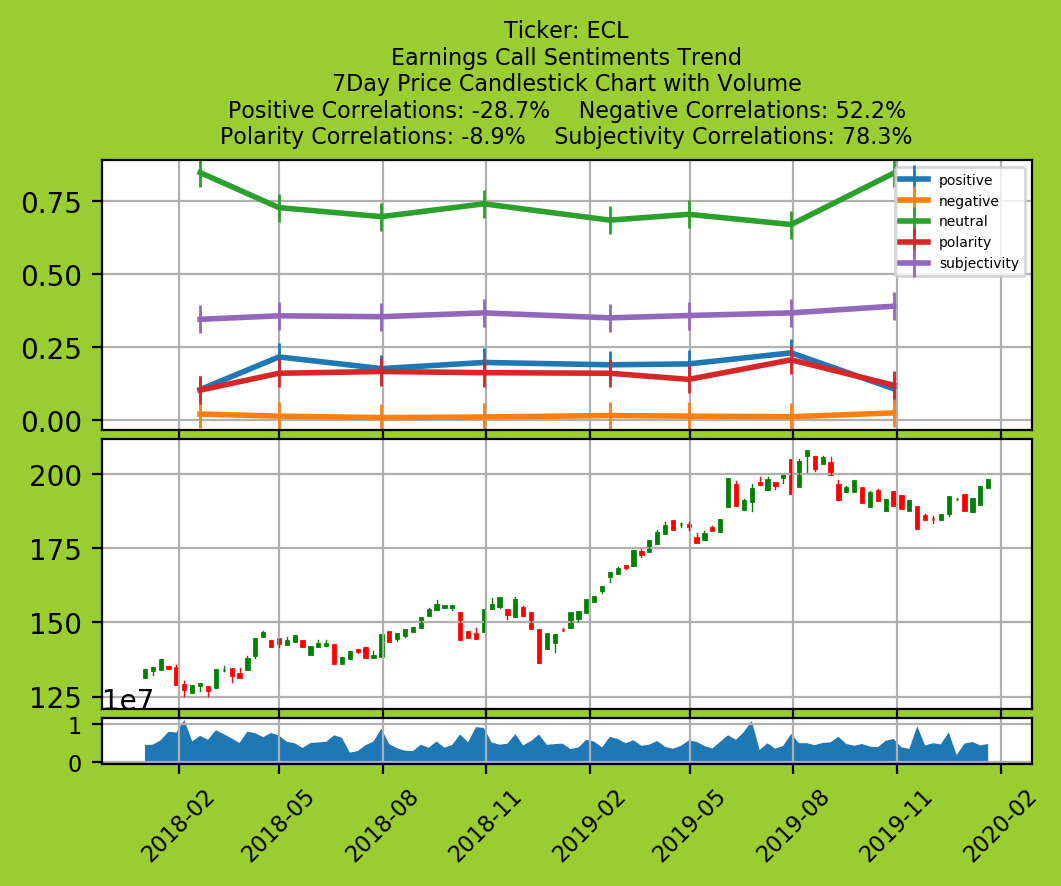 Ticker: ECL
Earnings Call Sentiments Trend
7Day Price Candlestick Chart with Volume
Positive Correlations: -28.7%    Negative Correlations: 52.2%
Polarity Correlations: -8.9%    Subjectivity Correlations: 78.3%
0.75
0.50
0.25
0.00
positive
negative
neutral
polarity
subjectivity
200
175
150
125
1e7
1
0
2018-02
2018-05
2018-08
2018-11
2019-02
2019-05
2019-08
2019-11
2020-02